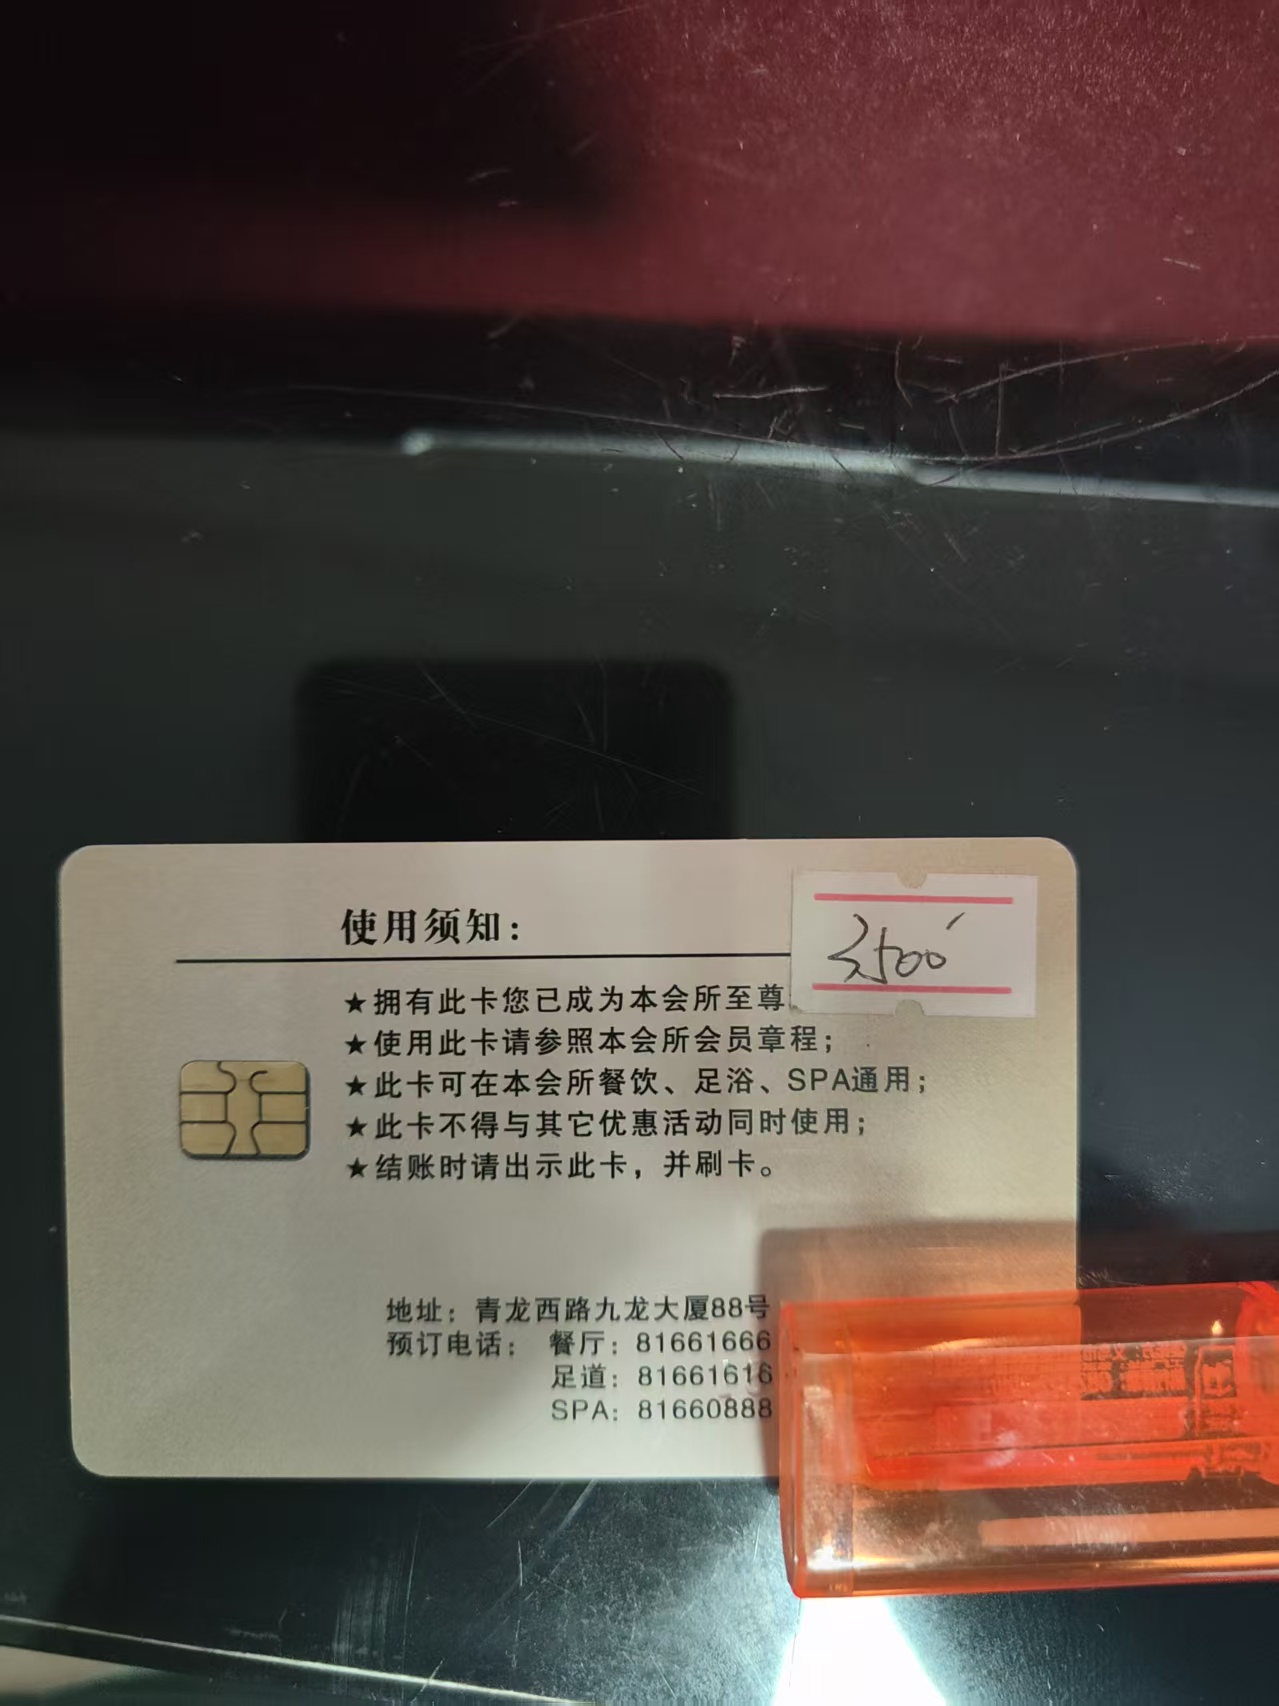 使用须知：
3500
★拥有此卡您已成为本会所至尊
★使用此卡请参照本会所会员章程；
★此卡可在本会所餐饮、足浴、SPA通用；
★此卡不得与其它优惠活动同时使用；
★结账时请出示此卡，并刷卡。
地址：青龙西路九龙大厦88号
预订电话： 餐厅：81661666
足道：81661616
SPA：81660888